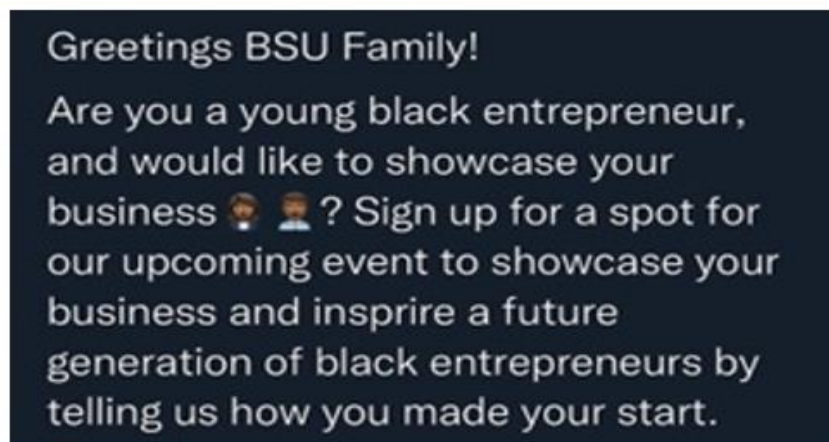 Greetings BSU Family!
Are you a young black entrepreneur,
and would like to showcase your
business 👩🏾‍💼 👨🏾‍💼 ? Sign up for a spot for
our upcoming event to showcase your
business and insprire a future
generation of black entrepreneurs by
telling us how you made your start.